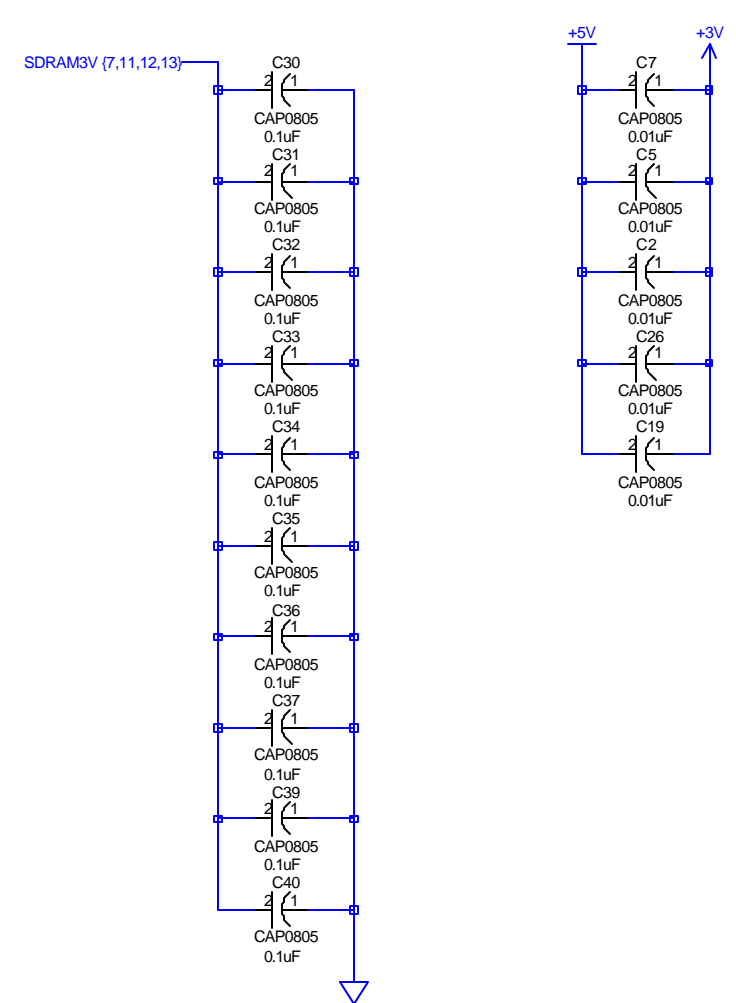 SDRAM3V {7,11,12,13}
C30
2 1
CAP0805
0.1uF
C31
2 1
CAP0805
0.1uF
C32
2 1
CAP0805
0.1uF
C33
2 1
CAP0805
0.1uF
C34
2 1
CAP0805
0.1uF
C35
2 1
CAP0805
0.1uF
C36
2 1
CAP0805
0.1uF
C37
2 1
CAP0805
0.1uF
C39
2 1
CAP0805
0.1uF
C40
2 1
CAP0805
0.1uF
+5V
+3V
C7
2 1
CAP0805
0.01uF
C5
2 1
CAP0805
0.01uF
C2
2 1
CAP0805
0.01uF
C26
2 1
CAP0805
0.01uF
C19
2 1
CAP0805
0.01uF